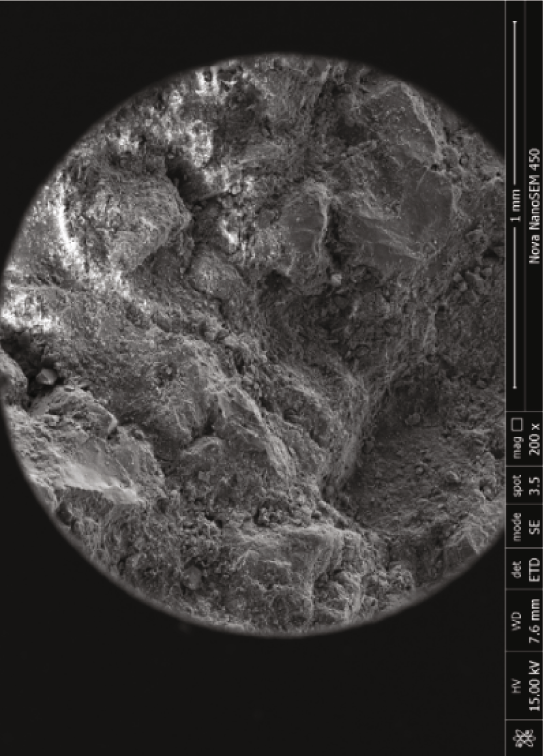 HV WD det mode spot mag 1 mm
15.00 kV 7.6 mm ETD SE 3.5 200 x Nova NanoSEM 450